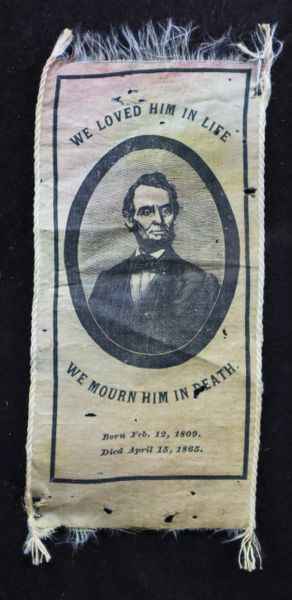 WE LOVED HIM IN LIFE
WE MOURN HIM IN DEATH.
Born Feb. 12, 1809.
Died April 15, 1865.